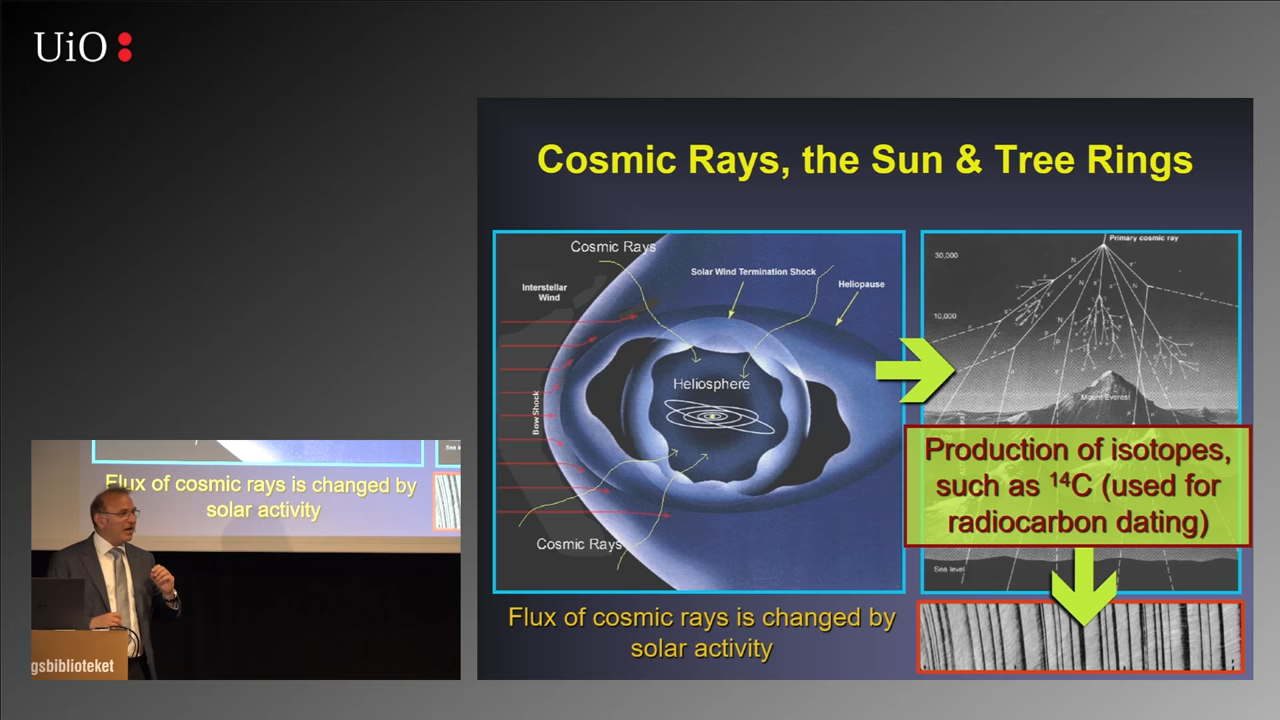 UiO:
Cosmic Rays, the Sun & Tree Rings
Cosmic Rays
Interstellar
Wind
Solar Wind Termination Shock
Heliopause
Bow Shock
Heliosphere
Cosmic Rays
Flux of cosmic rays is changed by
solar activity
Primary cosmic ray
30,000
10,000
Mount Everest
Production of isotopes,
such as ¹⁴C (used for
radiocarbon dating)
Sea level
Flux of cosmic rays is changed by
solar activity
gsbiblioteket